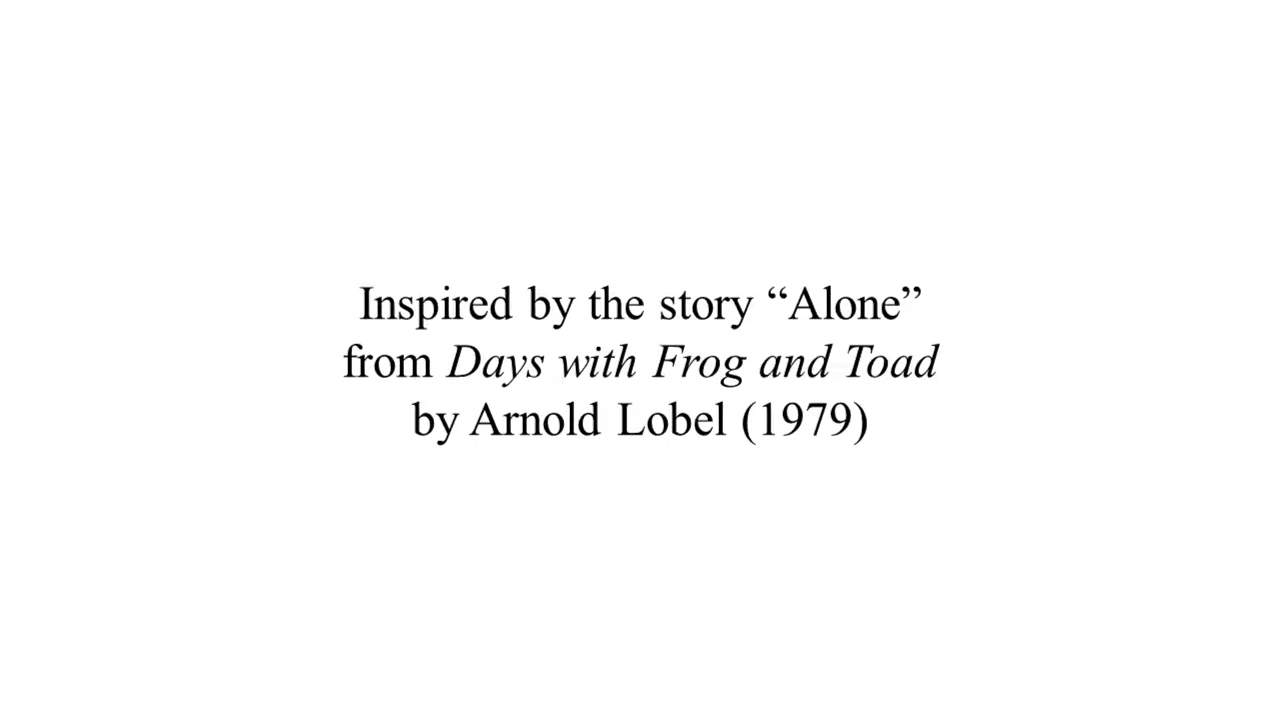 Inspired by the story “Alone”
from Days with Frog and Toad
by Arnold Lobel (1979)